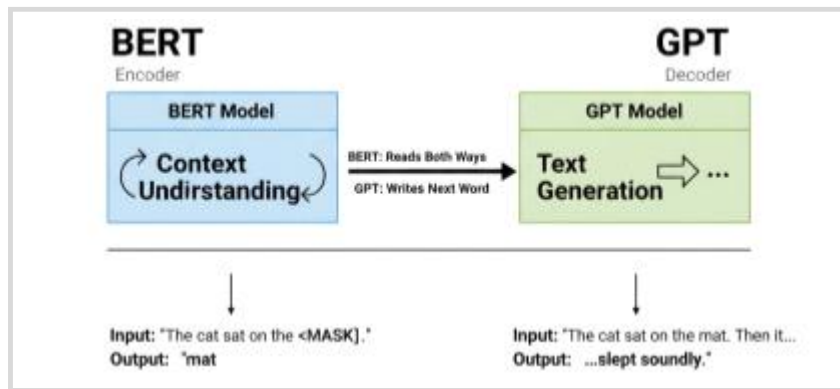 BERT
Encoder
GPT
Decoder
BERT Model
Context
Undirstanding
BERT: Reads Both Ways
GPT: Writes Next Word
GPT Model
Text
Generation
...
Input: "The cat sat on the <MASK]."
Output: "mat
Input: "The cat sat on the mat. Then it...
Output: ...slept soundly."